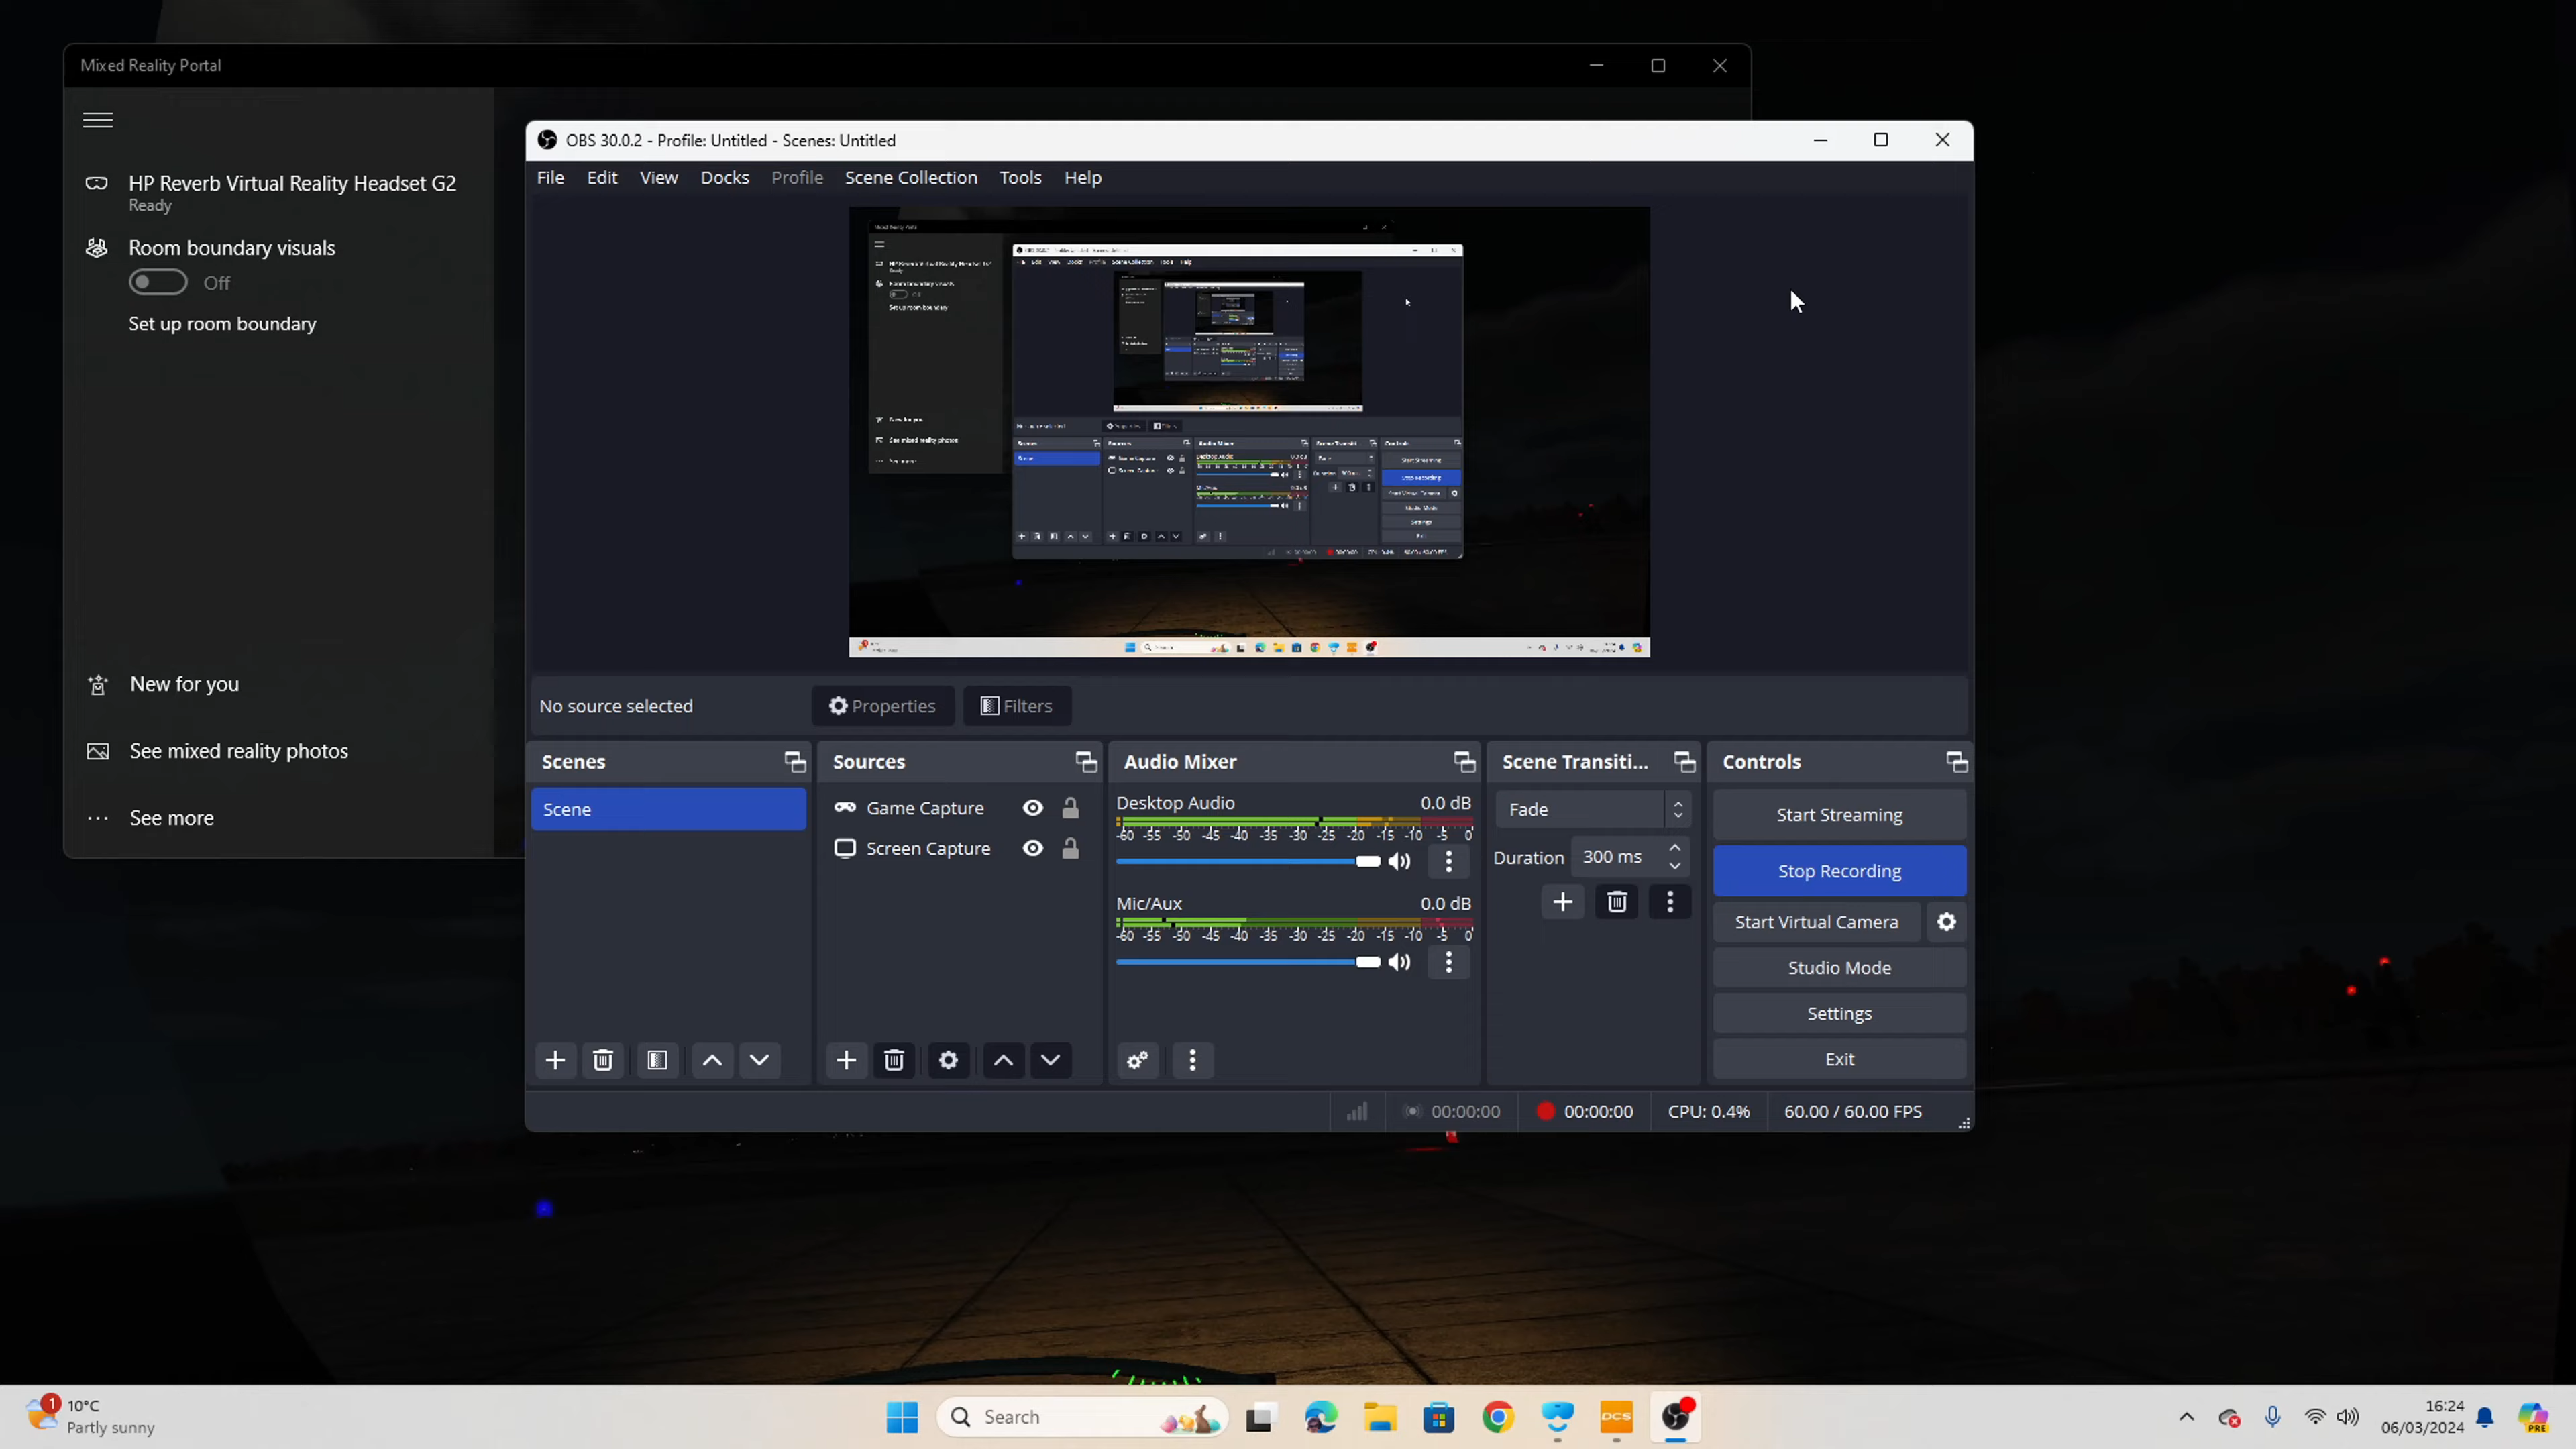 Mixed Reality Portal
HP Reverb Virtual Reality Headset G2
Ready
Room boundary visuals
Off
Set up room boundary
New for you
See mixed reality photos
See more
OBS 30.0.2 - Profile: Untitled - Scenes: Untitled
File Edit View Docks Profile Scene Collection Tools Help
No source selected Properties Filters
Scenes
Scene
Sources
Game Capture
Screen Capture
Audio Mixer
Desktop Audio 0.0 dB
-60 -55 -50 -45 -40 -35 -30 -25 -20 -15 -10 -5 0
Mic/Aux 0.0 dB
-60 -55 -50 -45 -40 -35 -30 -25 -20 -15 -10 -5 0
Scene Transiti...
Fade
Duration 300 ms
Controls
Start Streaming
Stop Recording
Start Virtual Camera
Studio Mode
Settings
Exit
00:00:00 00:00:00 CPU: 0.4% 60.00 / 60.00 FPS
1
10°C
Partly sunny
Search
DCS
16:24
06/03/2024
PRE